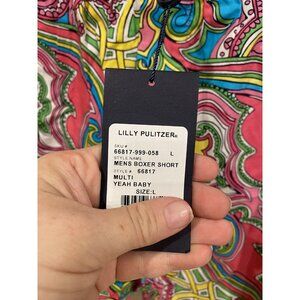 LILLY PULITZER®
SKU #
66817-999-058 L
STYLE NAME
MENS BOXER SHORT
STYLE # 66817
MULTI
YEAH BABY
SIZE:L